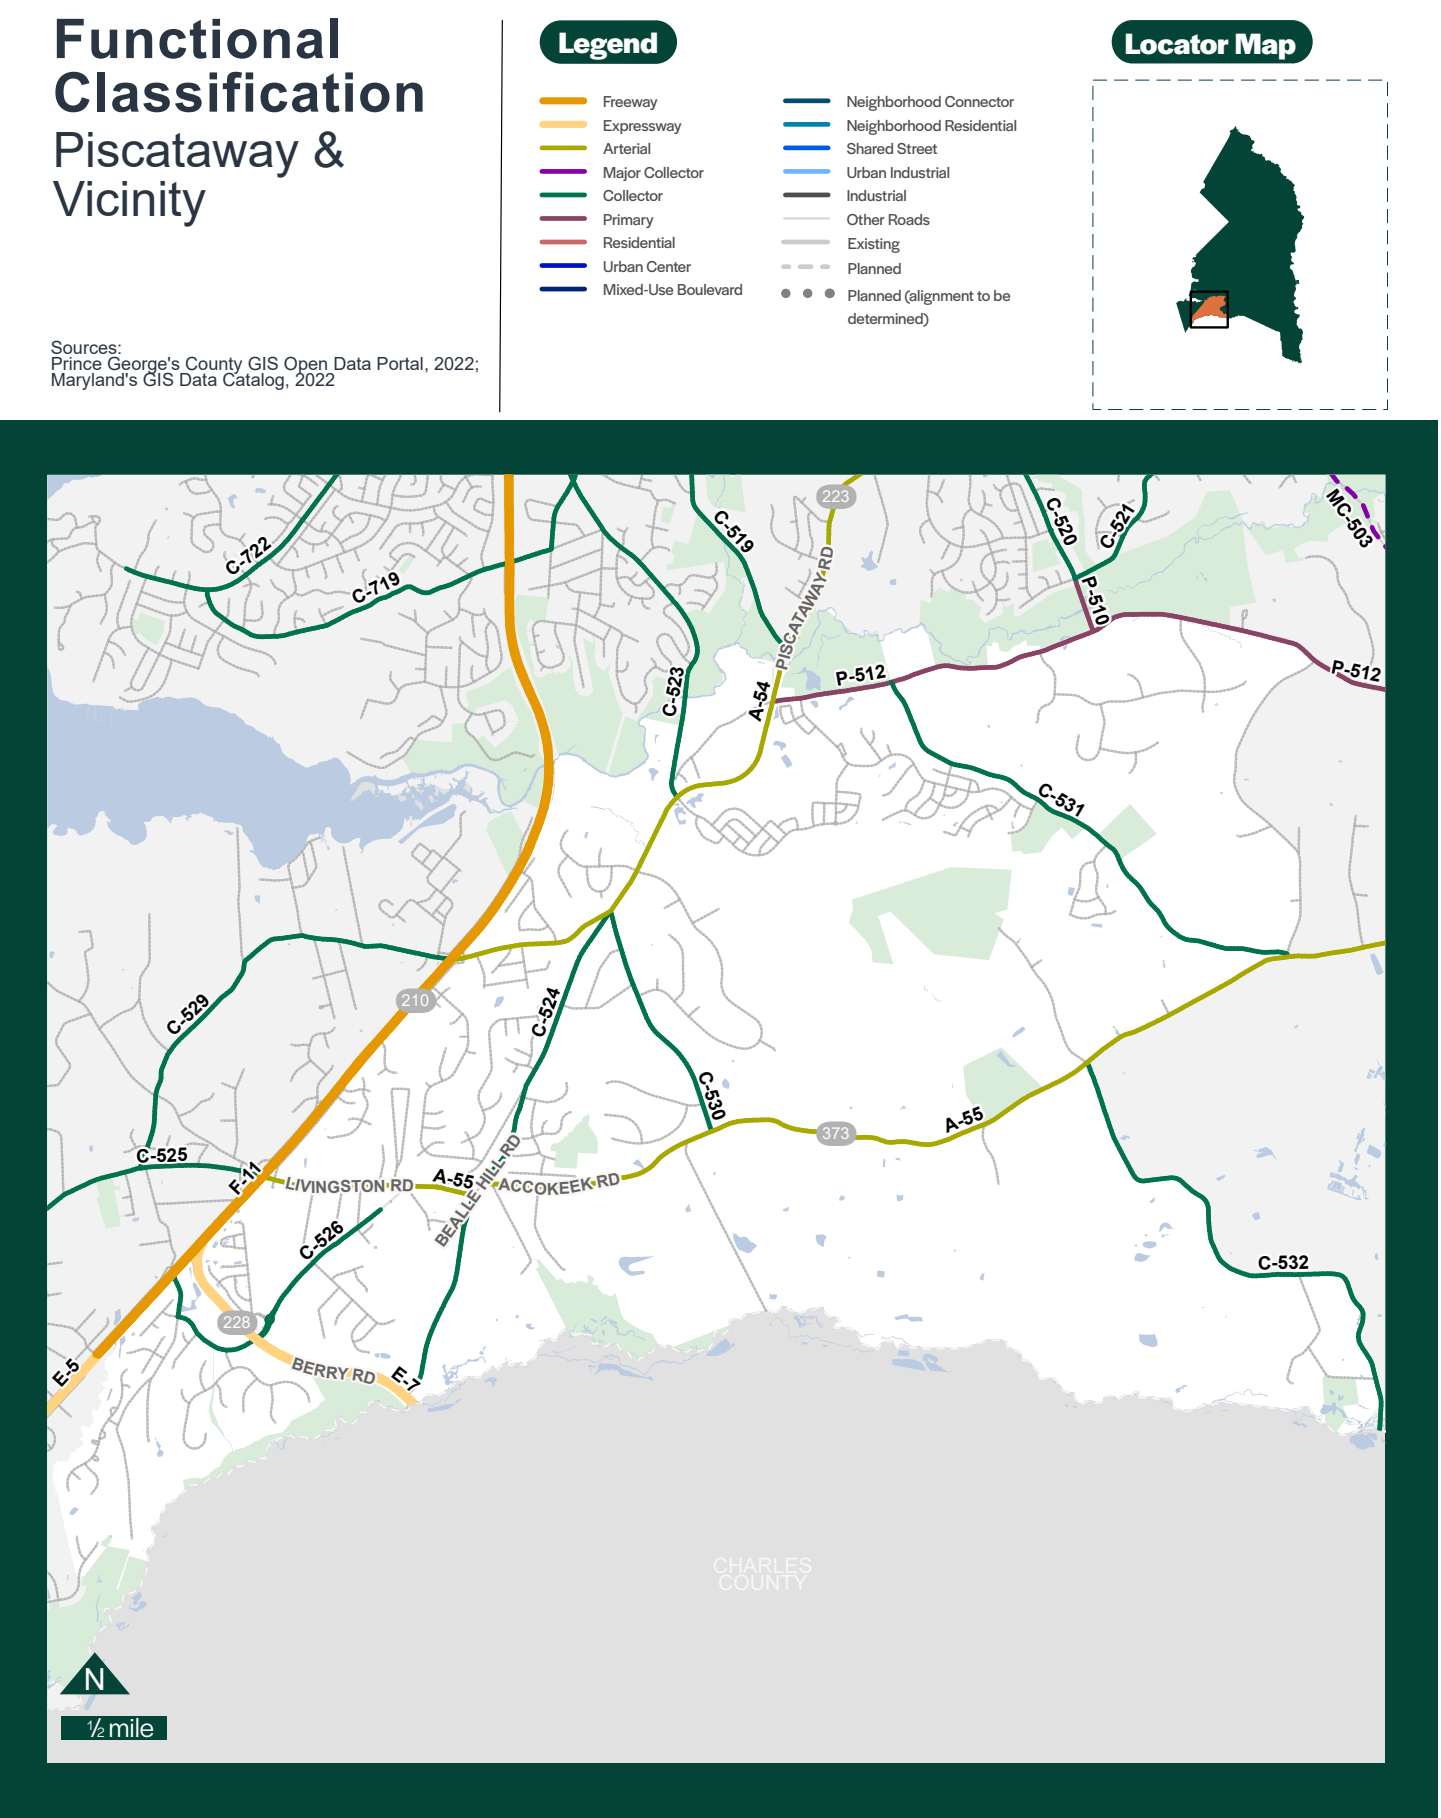 Functional
Classification
Piscataway &
Vicinity
Sources:
Prince George's County GIS Open Data Portal, 2022;
Maryland's GIS Data Catalog, 2022
Legend
Freeway
Expressway
Arterial
Major Collector
Collector
Primary
Residential
Urban Center
Mixed-Use Boulevard
Neighborhood Connector
Neighborhood Residential
Shared Street
Urban Industrial
Industrial
Other Roads
Existing
Planned
Planned (alignment to be
determined)
Locator Map
223
C-519
C-520
C-521
MC-503
C-722
C-719
PISCATAWAY RD
P-510
C-523
A-54
P-512
P-512
C-531
210
C-529
C-524
C-530
373
A-55
C-525
F-11
LIVINGSTON RD
A-55
BEALLE HILL RD
ACCOKEEK RD
C-526
C-532
228
E-5
BERRY RD
E-7
CHARLES
COUNTY
N
½ mile